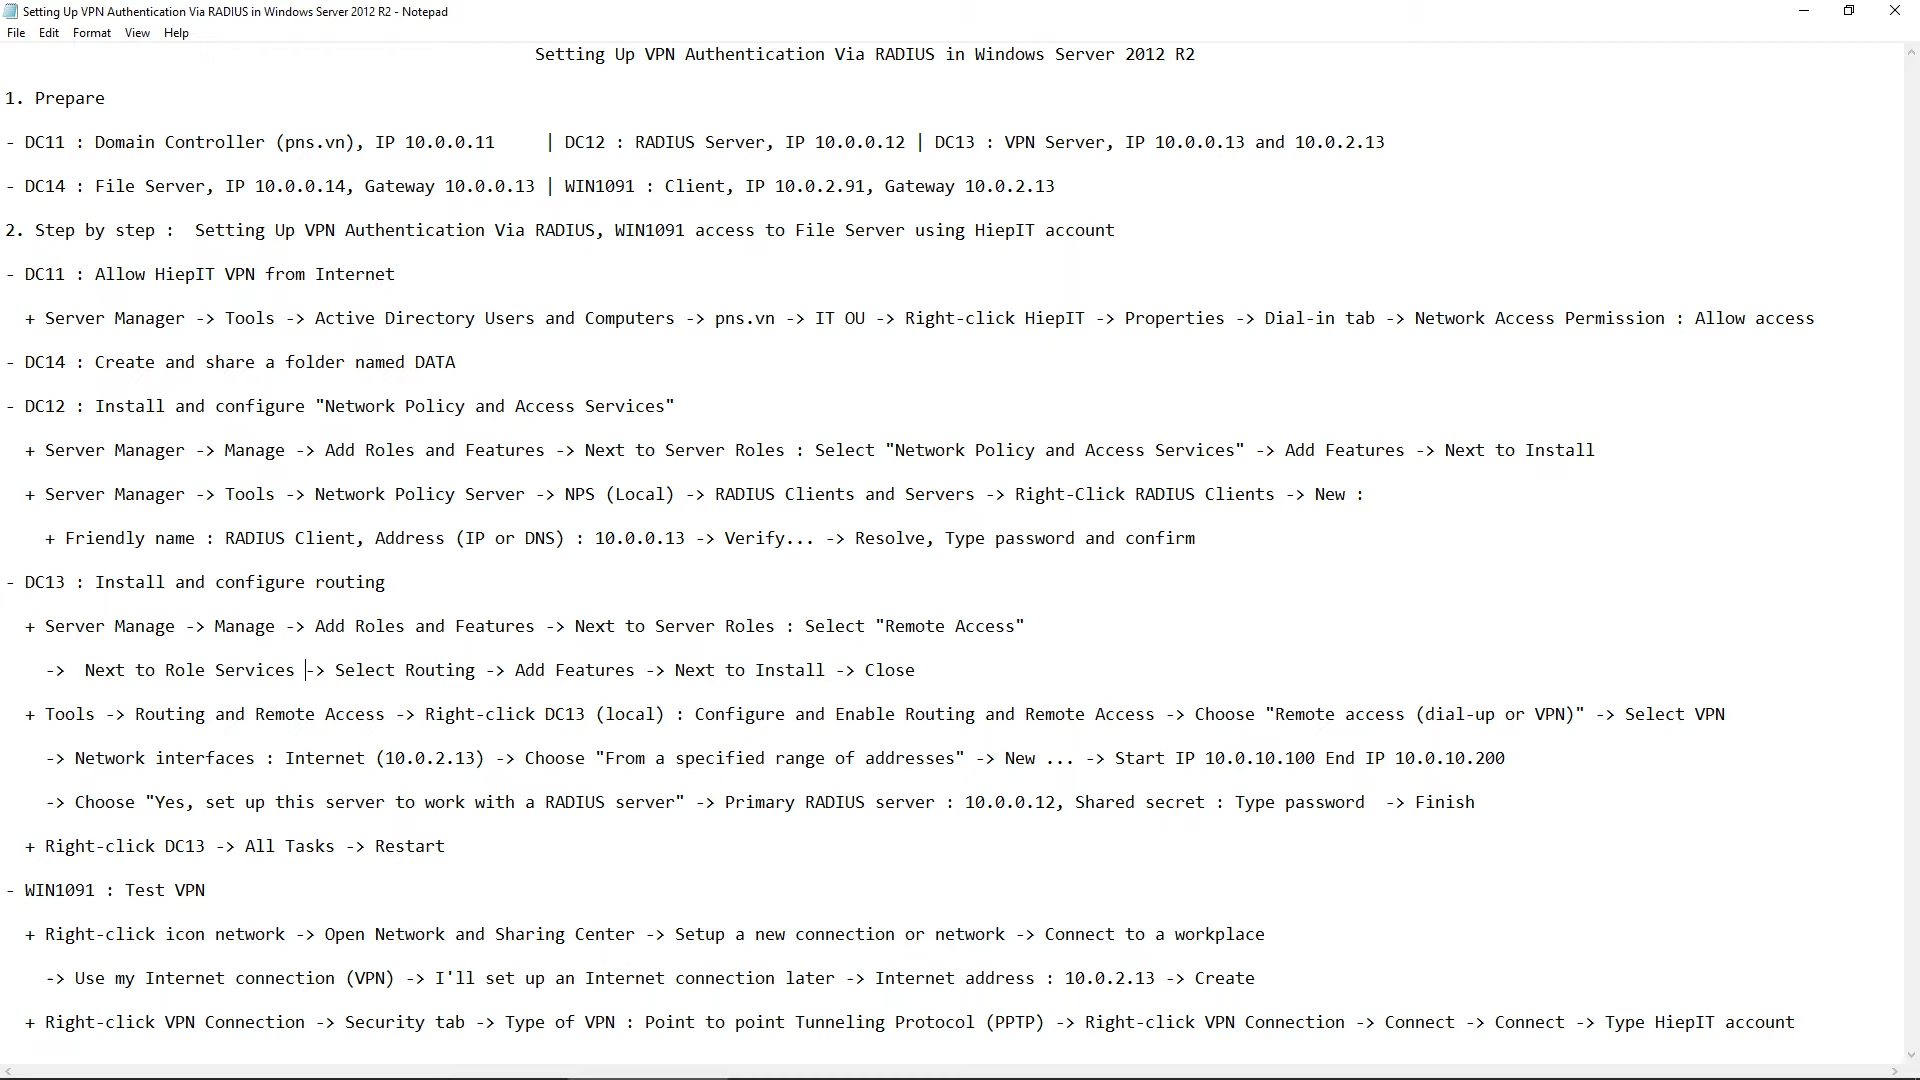 Setting Up VPN Authentication Via RADIUS in Windows Server 2012 R2 - Notepad
File Edit Format View Help
Setting Up VPN Authentication Via RADIUS in Windows Server 2012 R2
1. Prepare
- DC11 : Domain Controller (pns.vn), IP 10.0.0.11 | DC12 : RADIUS Server, IP 10.0.0.12 | DC13 : VPN Server, IP 10.0.0.13 and 10.0.2.13
- DC14 : File Server, IP 10.0.0.14, Gateway 10.0.0.13 | WIN1091 : Client, IP 10.0.2.91, Gateway 10.0.2.13
2. Step by step : Setting Up VPN Authentication Via RADIUS, WIN1091 access to File Server using HiepIT account
- DC11 : Allow HiepIT VPN from Internet
+ Server Manager -> Tools -> Active Directory Users and Computers -> pns.vn -> IT OU -> Right-click HiepIT -> Properties -> Dial-in tab -> Network Access Permission : Allow access
- DC14 : Create and share a folder named DATA
- DC12 : Install and configure "Network Policy and Access Services"
+ Server Manager -> Manage -> Add Roles and Features -> Next to Server Roles : Select "Network Policy and Access Services" -> Add Features -> Next to Install
+ Server Manager -> Tools -> Network Policy Server -> NPS (Local) -> RADIUS Clients and Servers -> Right-Click RADIUS Clients -> New :
+ Friendly name : RADIUS Client, Address (IP or DNS) : 10.0.0.13 -> Verify... -> Resolve, Type password and confirm
- DC13 : Install and configure routing
+ Server Manage -> Manage -> Add Roles and Features -> Next to Server Roles : Select "Remote Access"
-> Next to Role Services -> Select Routing -> Add Features -> Next to Install -> Close
+ Tools -> Routing and Remote Access -> Right-click DC13 (local) : Configure and Enable Routing and Remote Access -> Choose "Remote access (dial-up or VPN)" -> Select VPN
-> Network interfaces : Internet (10.0.2.13) -> Choose "From a specified range of addresses" -> New ... -> Start IP 10.0.10.100 End IP 10.0.10.200
-> Choose "Yes, set up this server to work with a RADIUS server" -> Primary RADIUS server : 10.0.0.12, Shared secret : Type password -> Finish
+ Right-click DC13 -> All Tasks -> Restart
- WIN1091 : Test VPN
+ Right-click icon network -> Open Network and Sharing Center -> Setup a new connection or network -> Connect to a workplace
-> Use my Internet connection (VPN) -> I'll set up an Internet connection later -> Internet address : 10.0.2.13 -> Create
+ Right-click VPN Connection -> Security tab -> Type of VPN : Point to point Tunneling Protocol (PPTP) -> Right-click VPN Connection -> Connect -> Connect -> Type HiepIT account